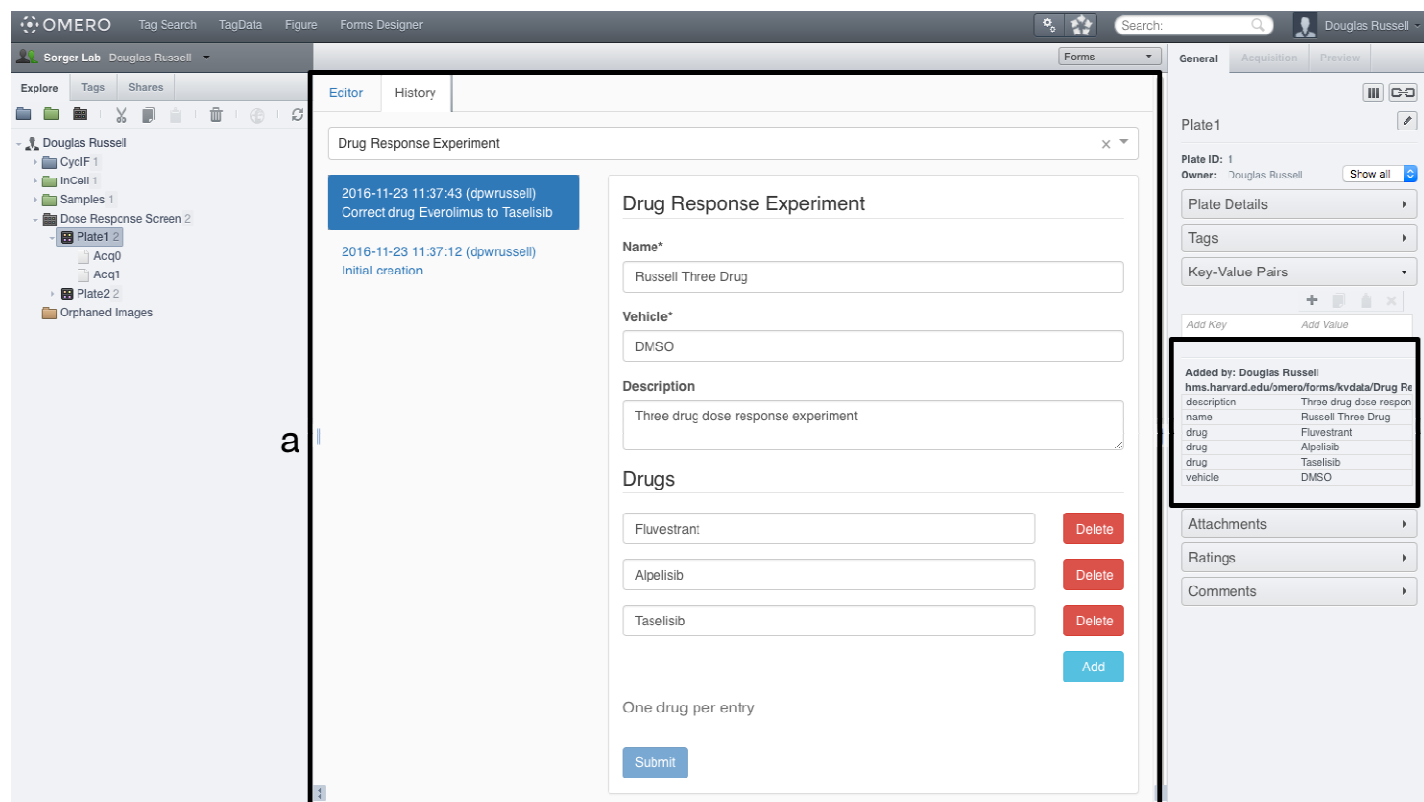 OMERO Tag Search TagData Figure Forms Designer Search: Douglas Russell
Sorger Lab Douglas Russell Forms
General Acquisition Preview
Explore Tags Shares
Editor History
Plate1
Drug Response Experiment ×
Douglas Russell
CycIF 1
InCell 1
Samples 1
Dose Response Screen 2
Plate1 2
Acq0
Acq1
Plate2 2
Orphaned Images
2016-11-23 11:37:43 (dpwrussell)
Correct drug Everolimus to Taselisib
2016-11-23 11:37:12 (dpwrussell)
Initial creation
Drug Response Experiment
Name*
Russell Three Drug
Vehicle*
DMSO
Description
Three drug dose response experiment
a
Drugs
Fluvestrant Delete
Alpelisib Delete
Taselisib Delete
Add
One drug per entry
Submit
Plate ID: 1
Owner: Douglas Russell Show all
Plate Details
Tags
Key-Value Pairs
Add Key Add Value
Added by: Douglas Russell
hms.harvard.edu/omero/forms/kvdata/Drug Re
description Three drug dose respon
name Russell Three Drug
drug Fluvestrant
drug Alpelisib
drug Taselisib
vehicle DMSO
Attachments
Ratings
Comments